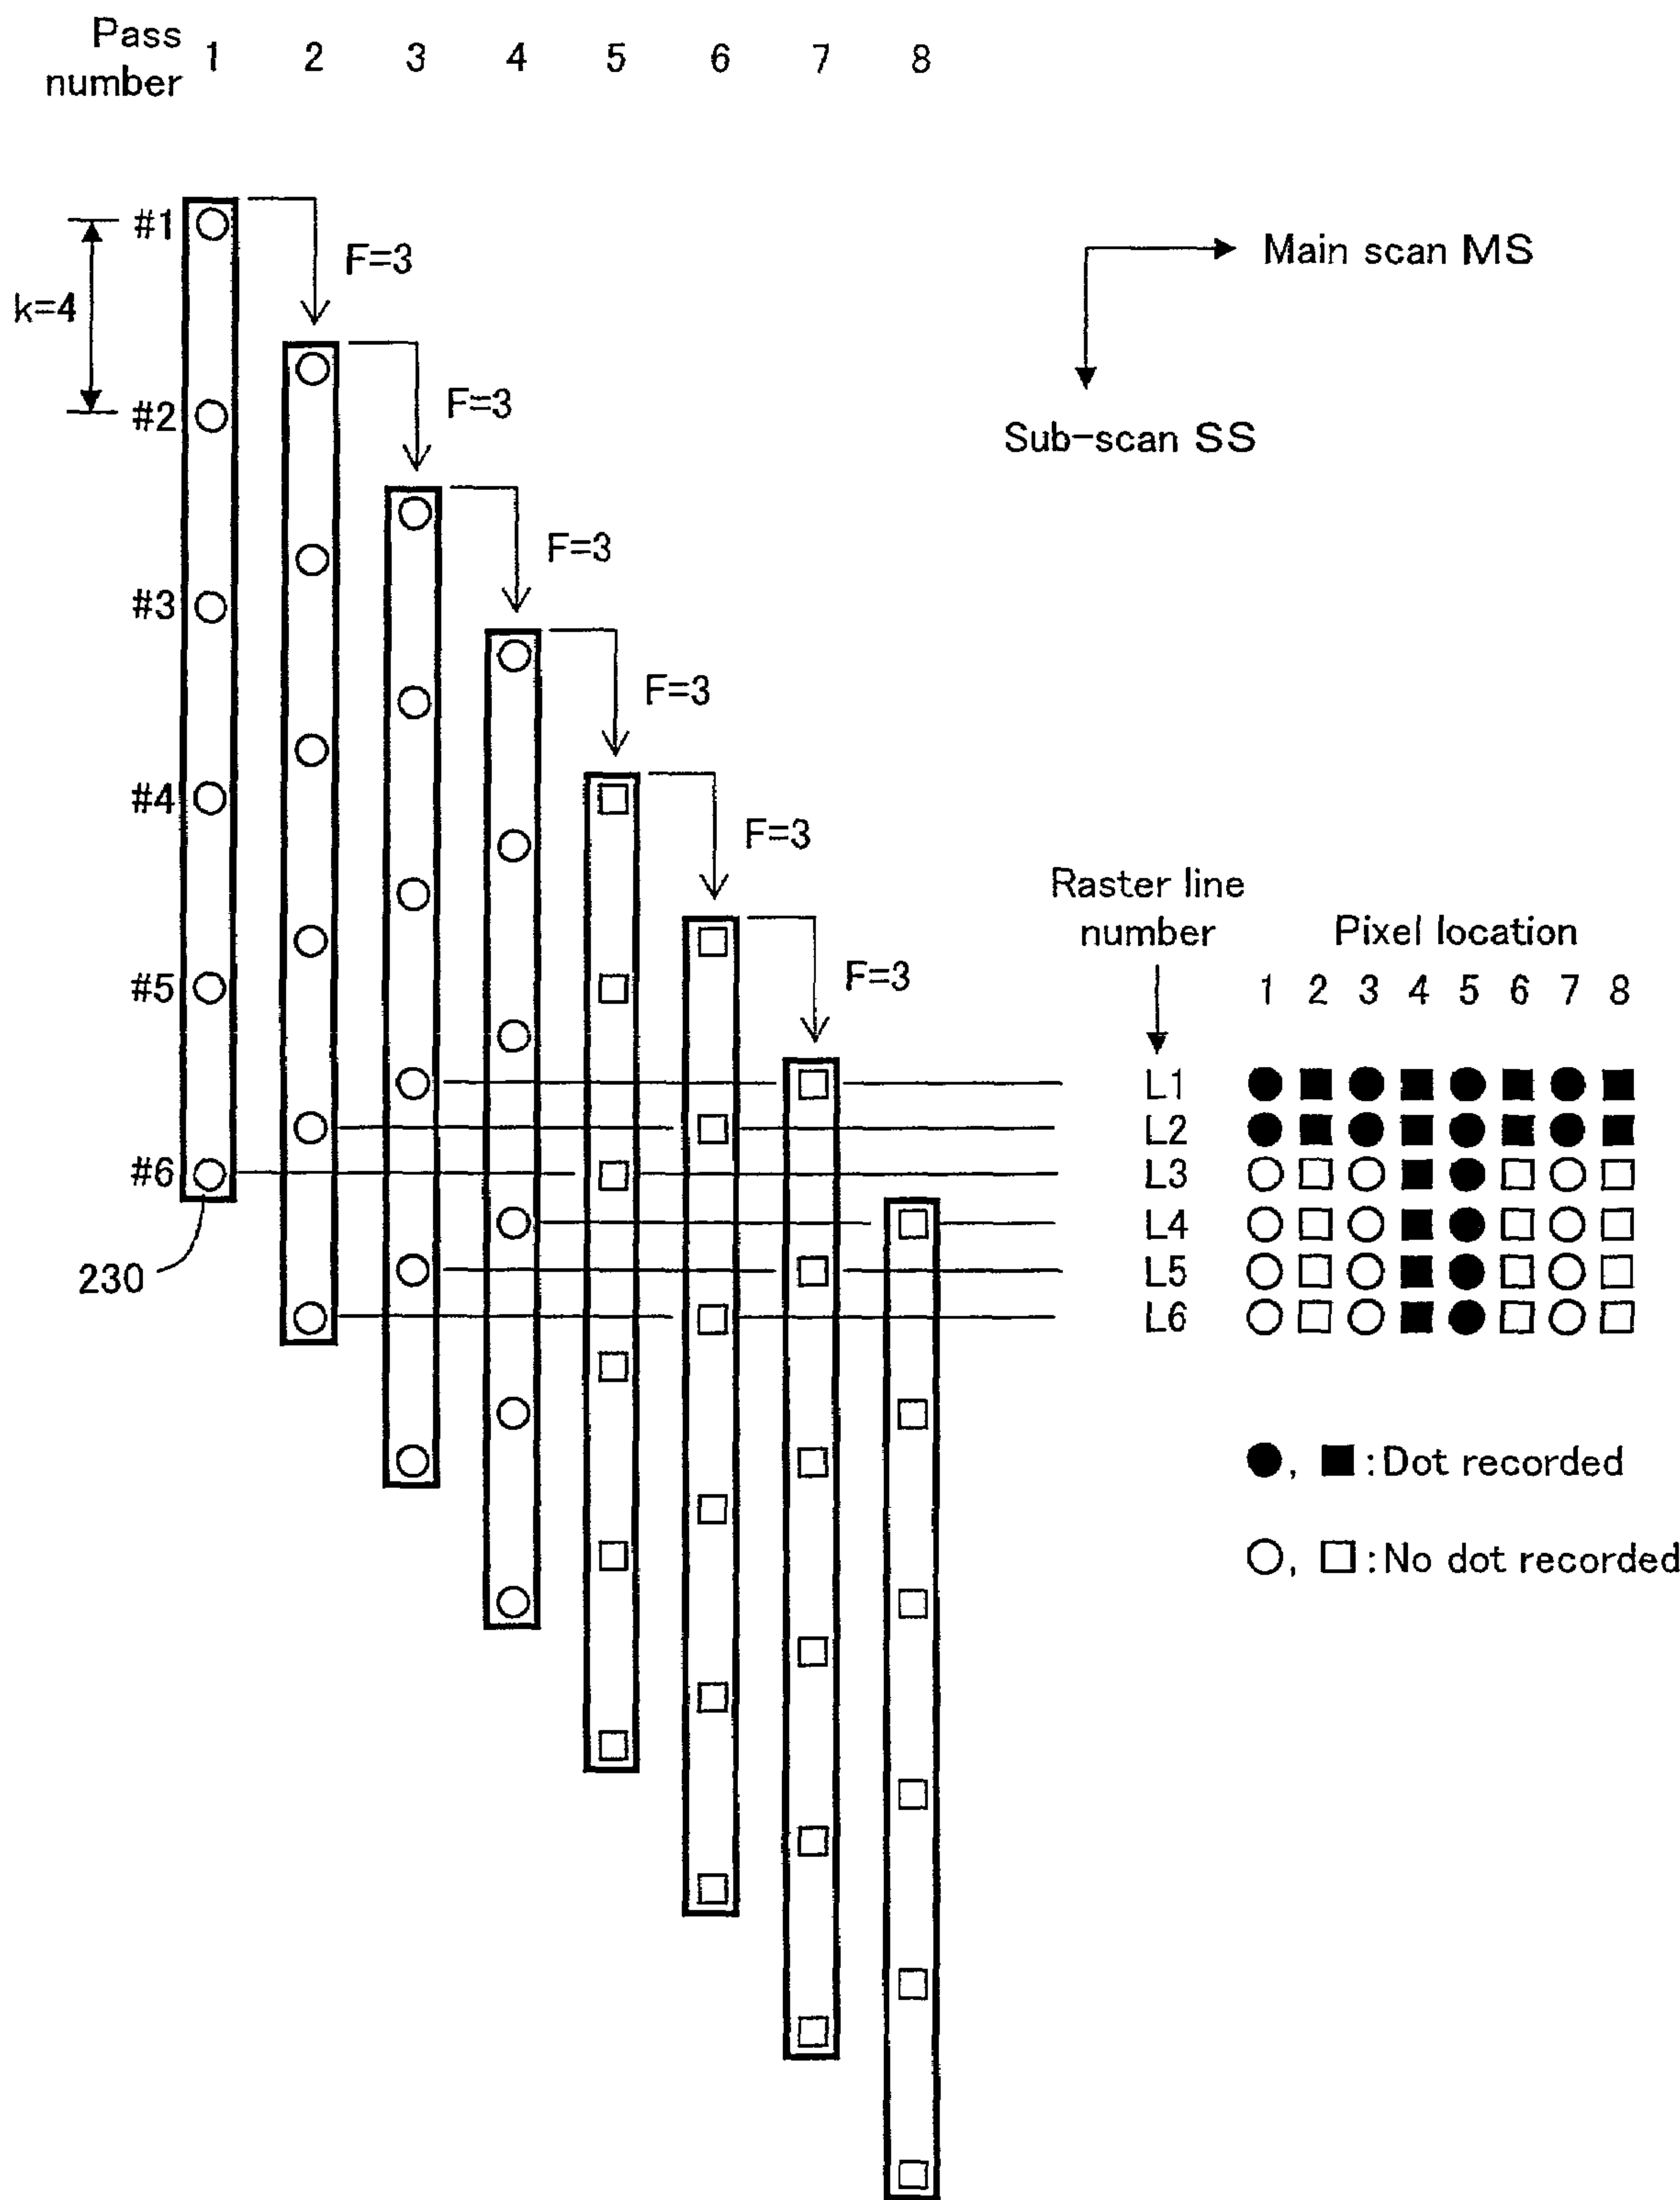 Pass number 1 2 3 4 5 6 7 8
#1
F=3
Main scan MS
k=4
F=3
#2
Sub-scan SS
F=3
#3
F=3
#4
F=3
Raster line number
Pixel location
F=3
#5
1 2 3 4 5 6 7 8
L1
L2
#6
L3
L4
230
L5
L6
●, ■:Dot recorded
○, □:No dot recorded